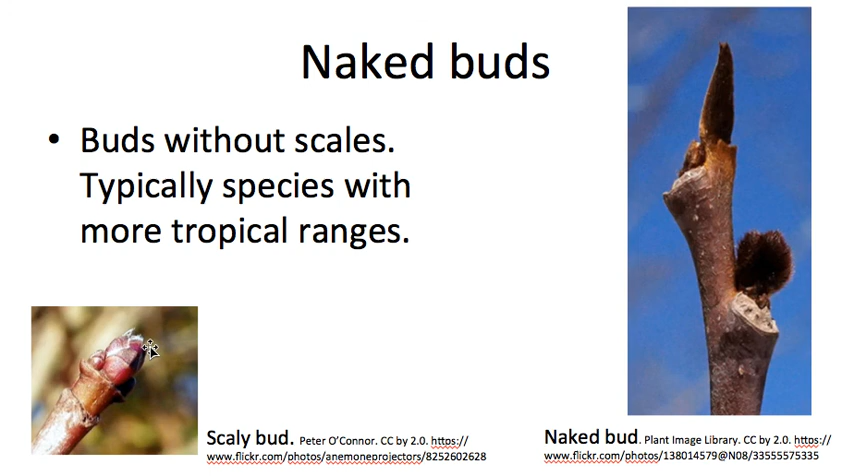 Naked buds
• Buds without scales.
Typically species with
more tropical ranges.
Scaly bud. Peter O’Connor. CC by 2.0. https://
www.flickr.com/photos/anemoneprojectors/8252602628
Naked bud. Plant Image Library. CC by 2.0. https://
www.flickr.com/photos/138014579@N08/33555575335